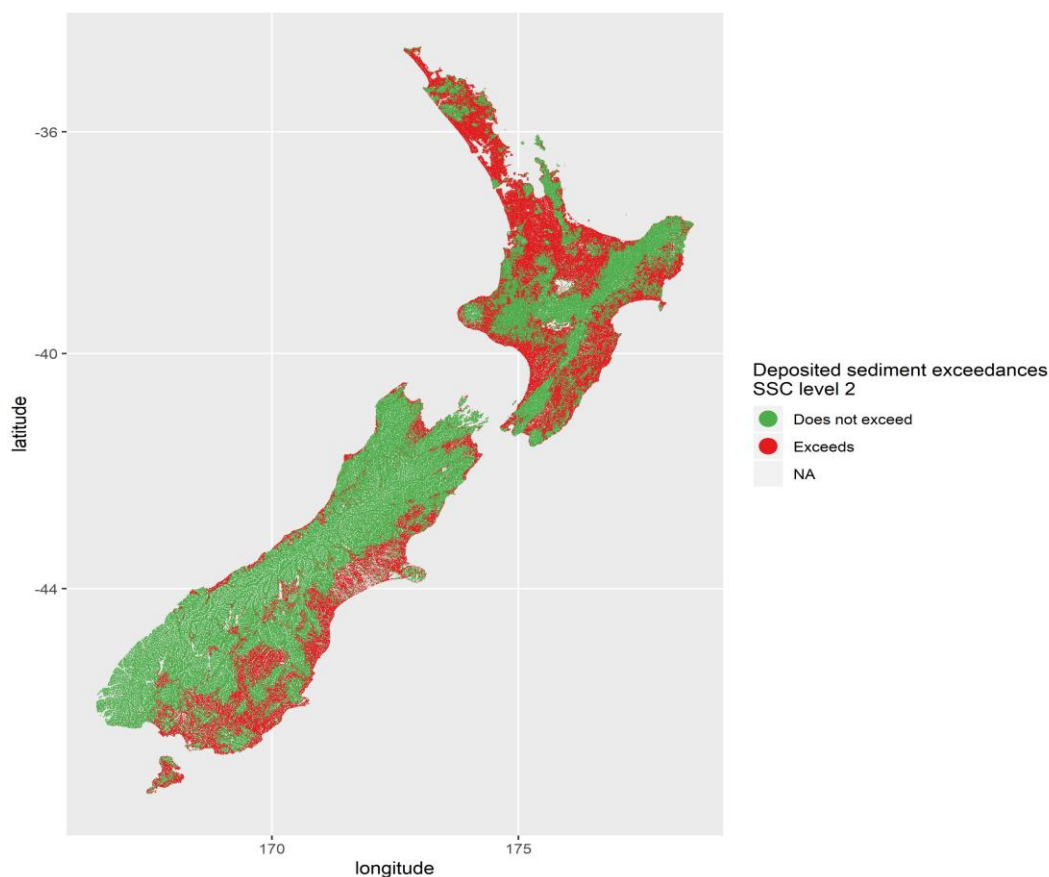 -36
-40
-44
latitude
170
175
longitude
Deposited sediment exceedances
SSC level 2
Does not exceed
Exceeds
NA